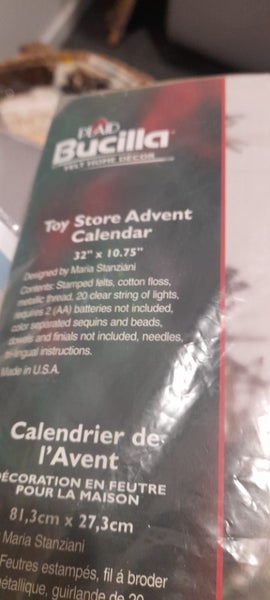 PLAID
Bucilla
FELT HOME DECOR
Toy Store Advent
Calendar
32" x 10.75"
Designed by Maria Stanziani
Contents: Stamped felts, cotton floss,
metallic thread, 20 clear string of lights,
requires 2 (AA) batteries not included,
color separated sequins and beads,
dowels and finials not included, needles,
tri-lingual instructions.
Made in U.S.A.
Calendrier de
l'Avent
DÉCORATION EN FEUTRE
POUR LA MAISON
81,3cm x 27,3cm
Maria Stanziani
Feutres estampés, fil á broder
métallique, guirlande de 20